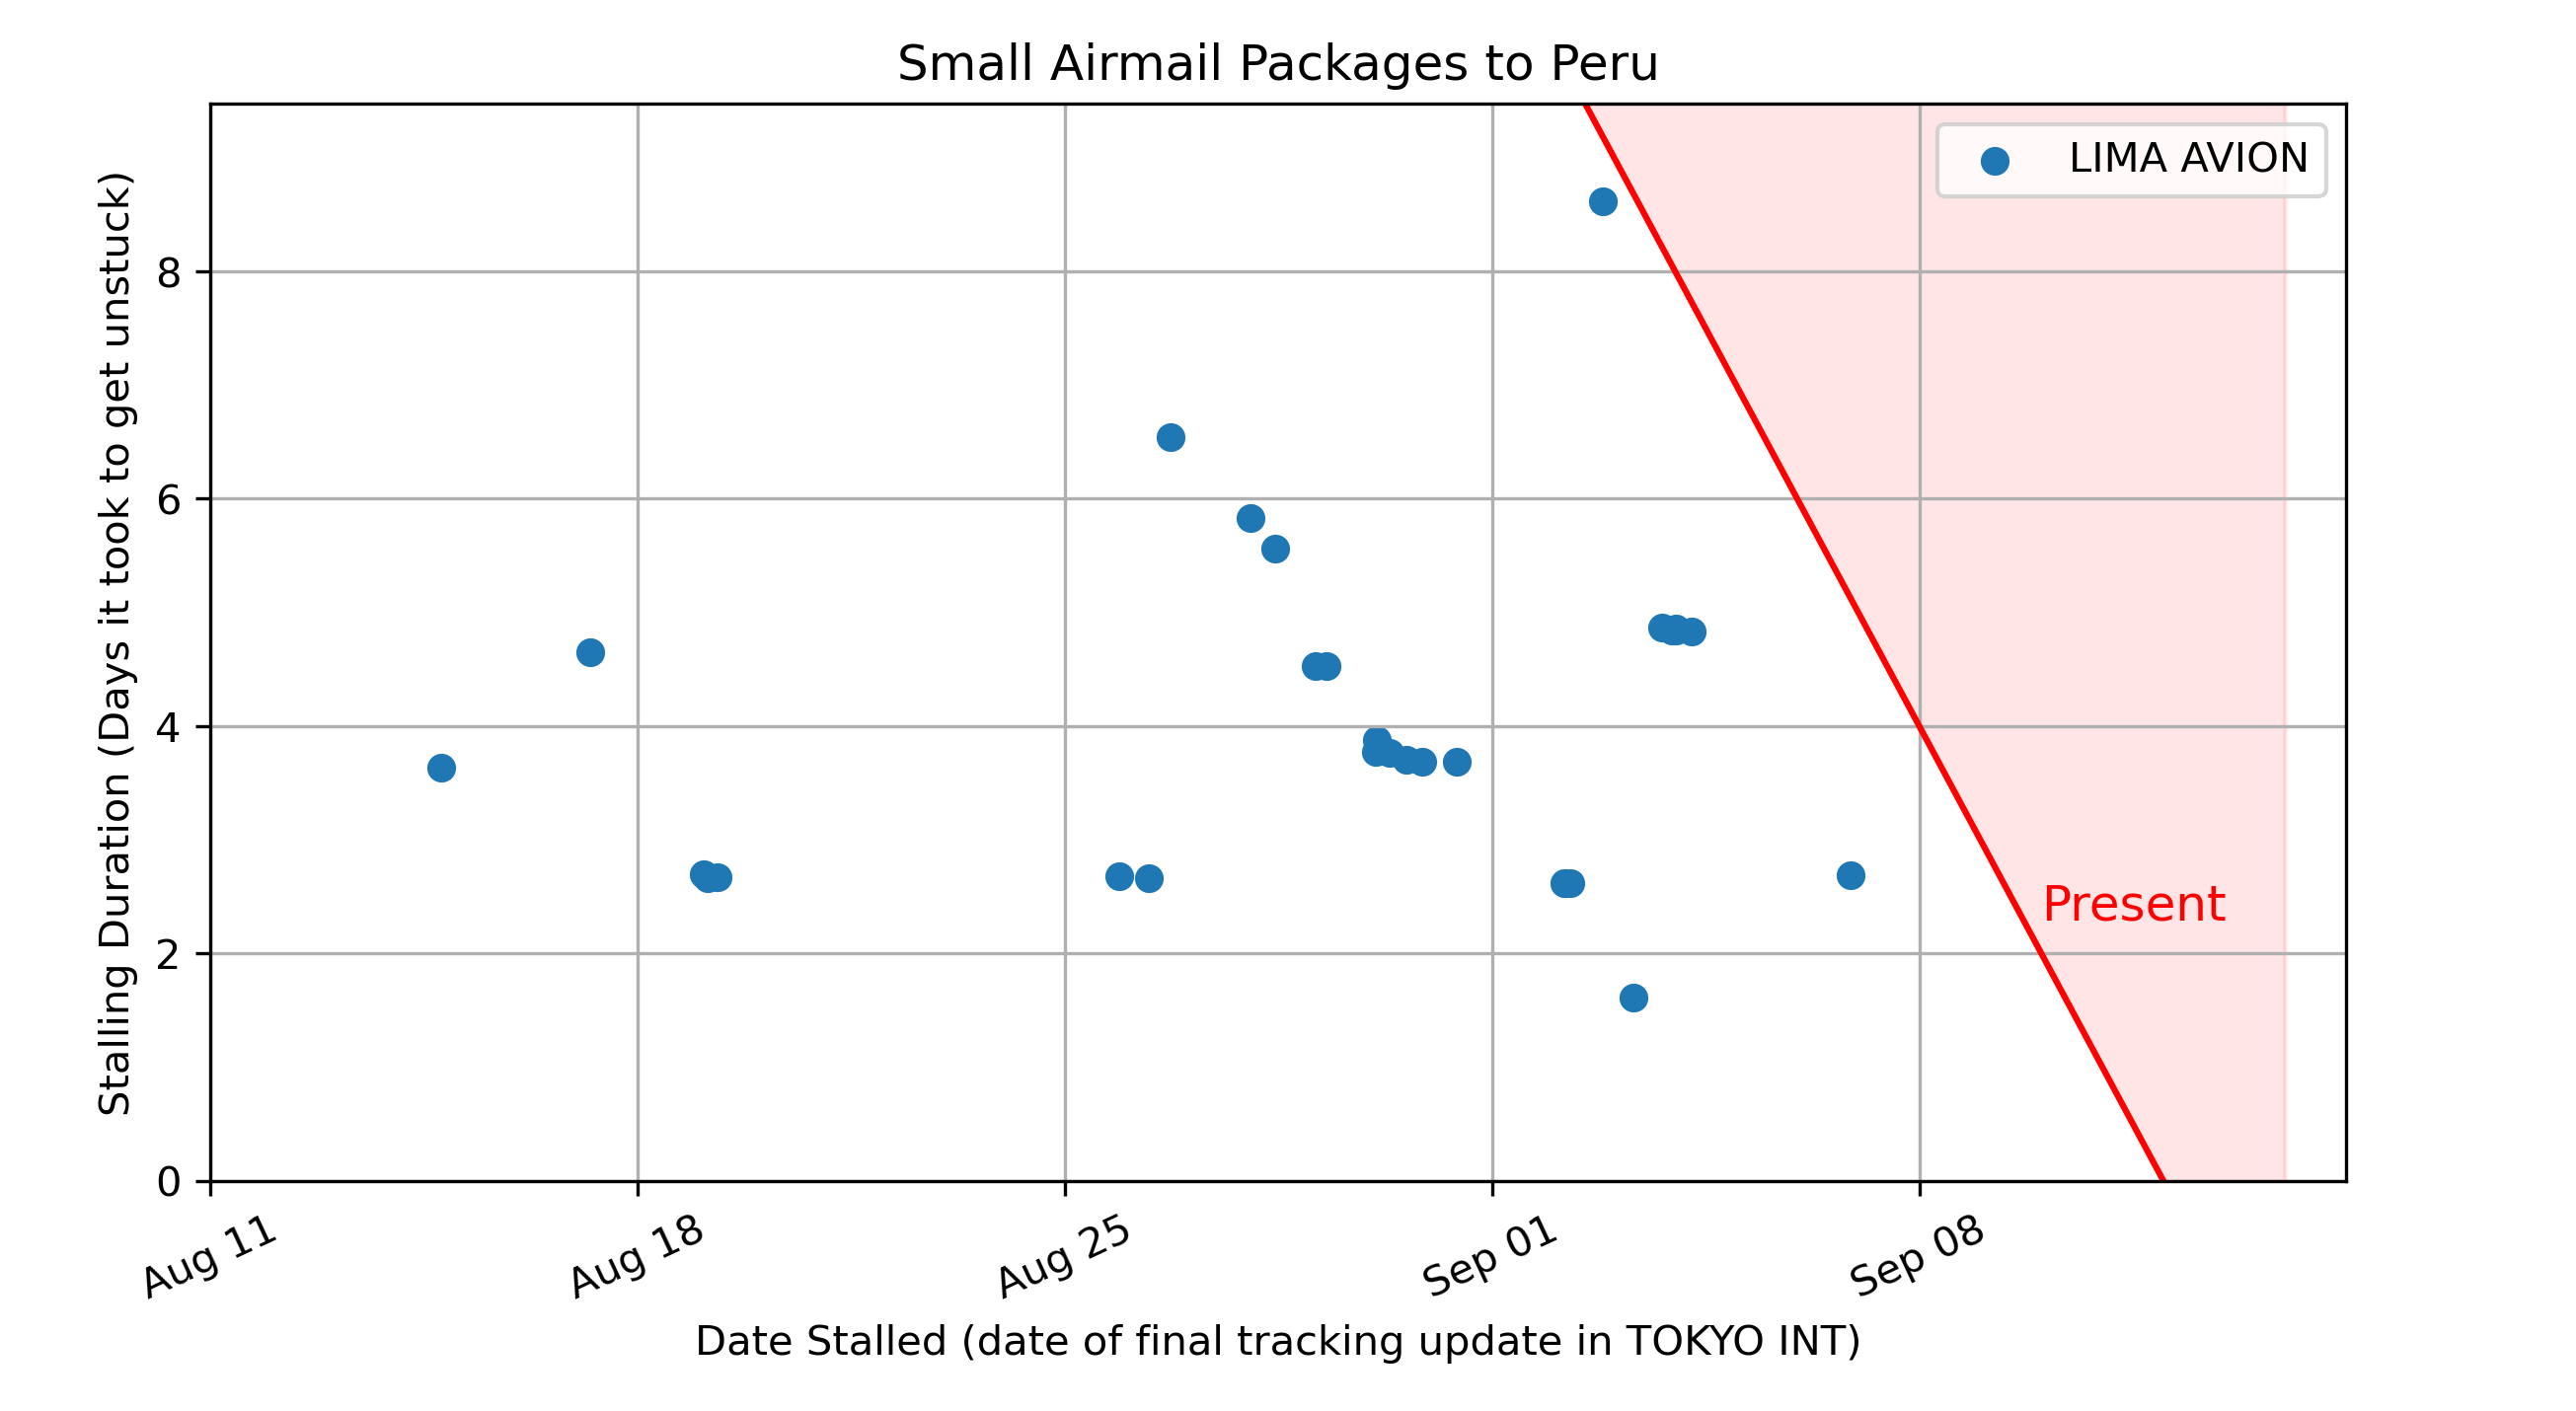 Small Airmail Packages to Peru
LIMA AVION
Stalling Duration (Days it took to get unstuck)
8
6
4
2
0
Present
Aug 11
Aug 18
Aug 25
Sep 01
Sep 08
Date Stalled (date of final tracking update in TOKYO INT)